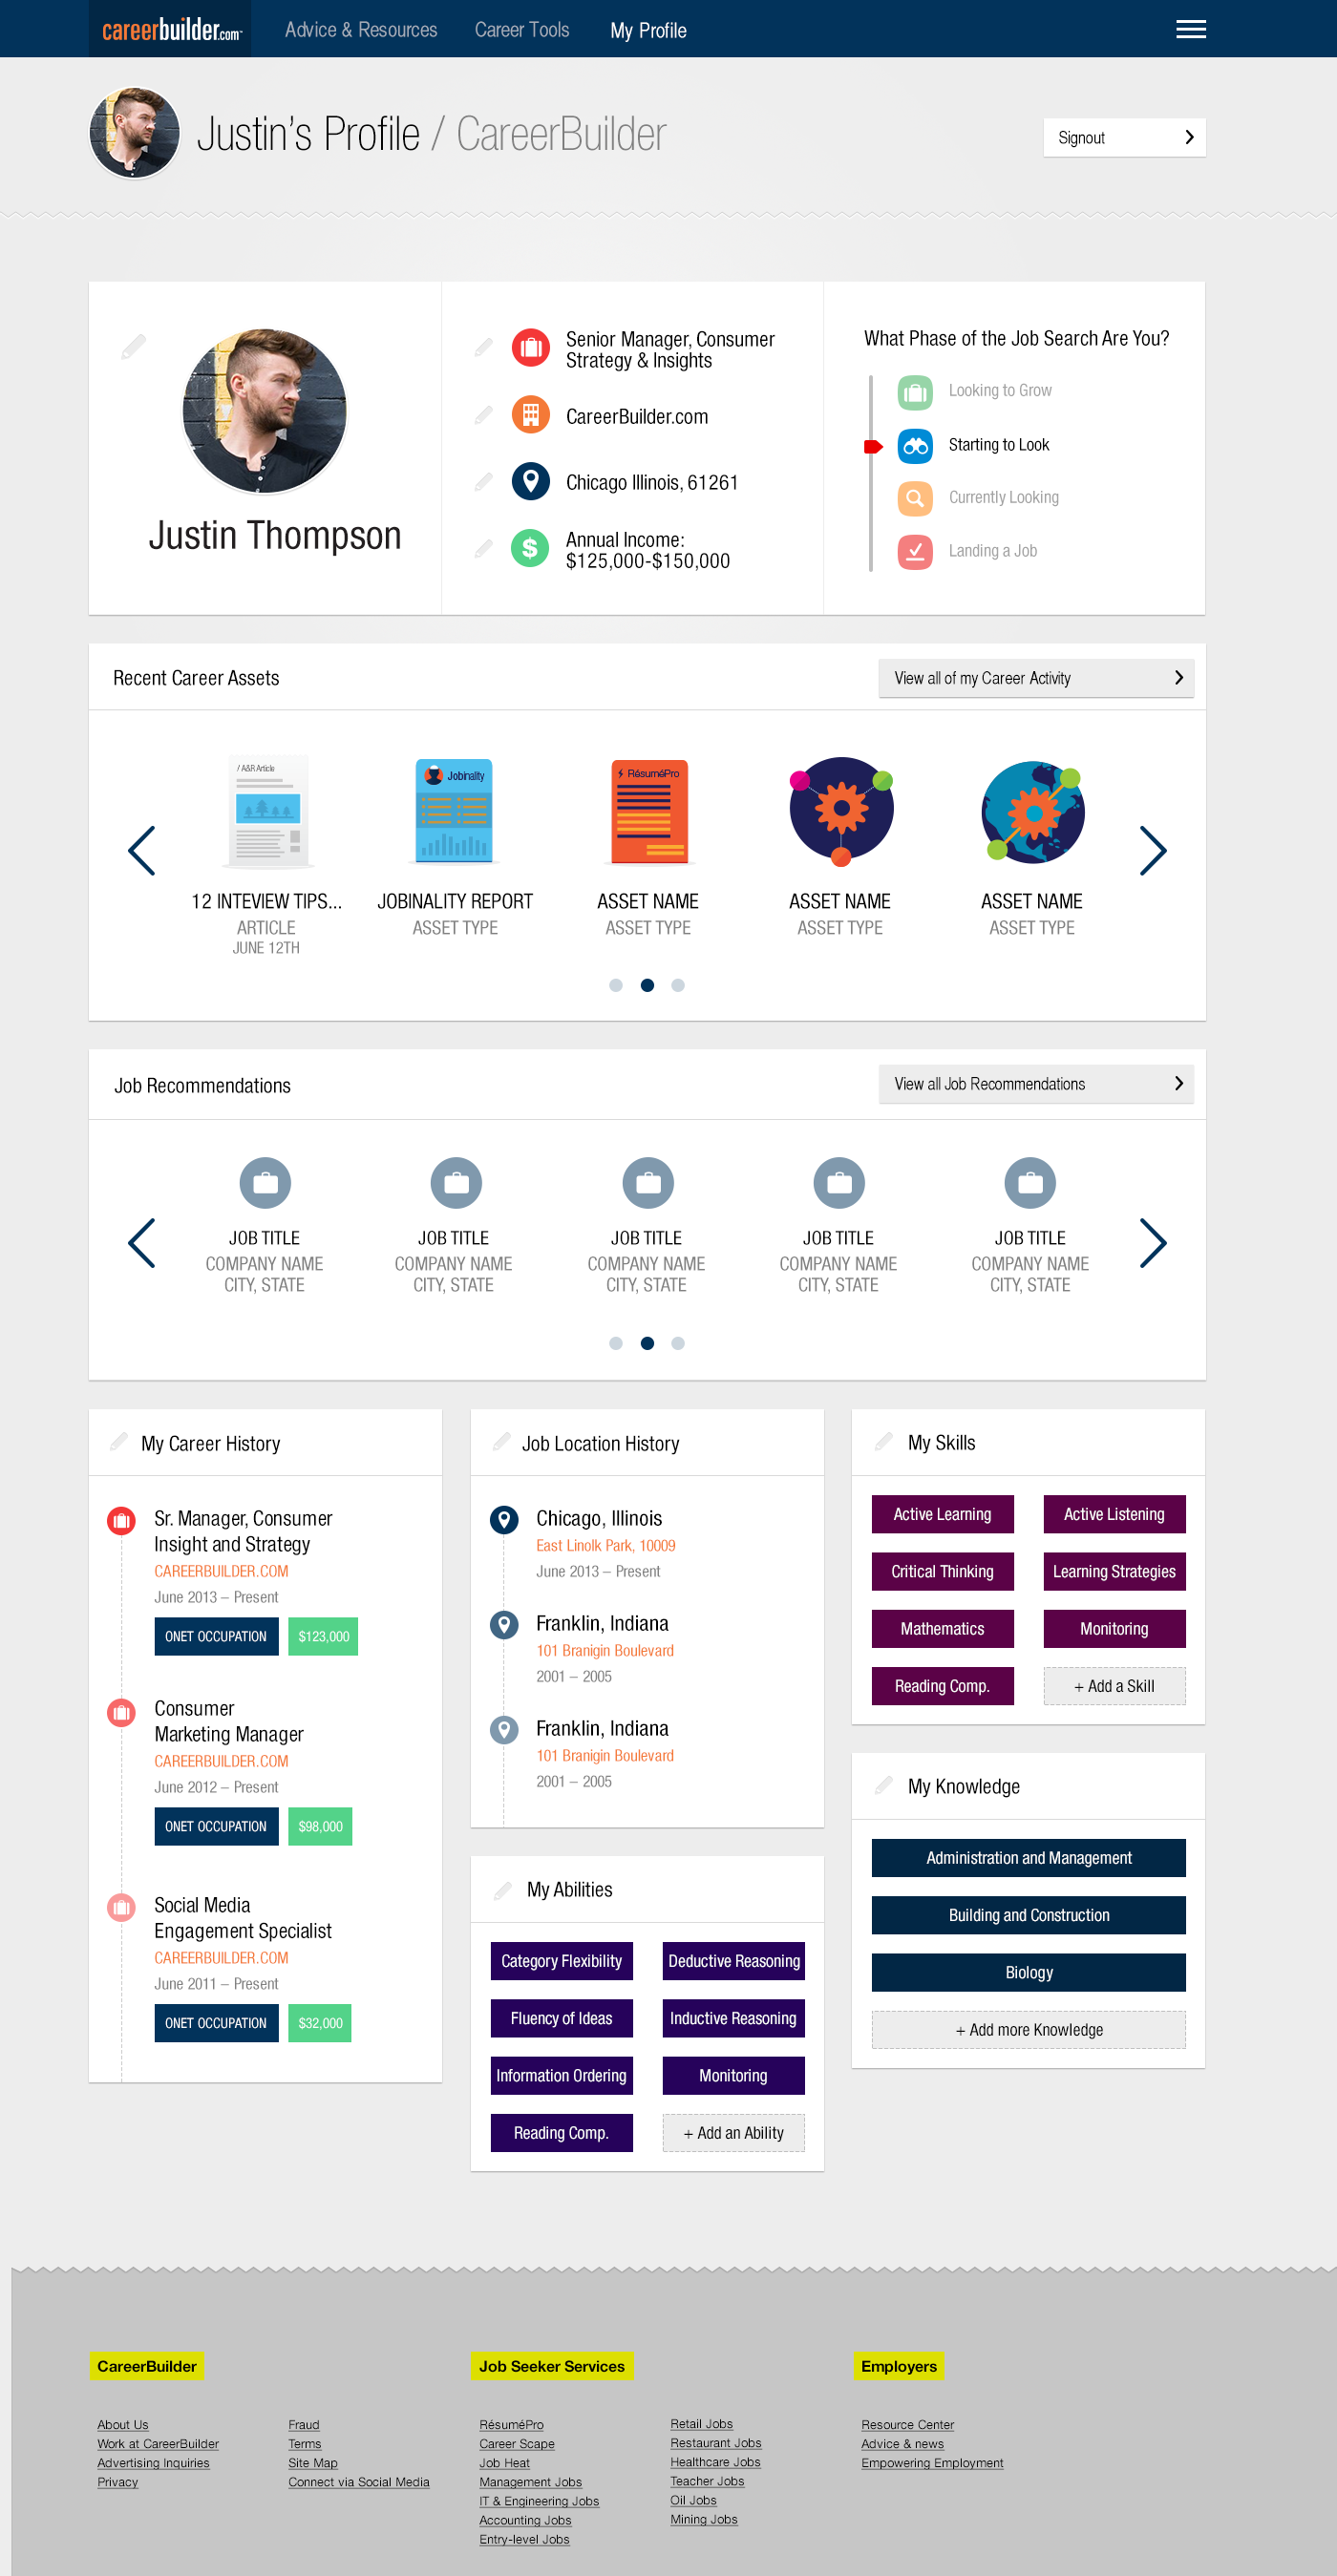 careerbuilder.com
Advice & Resources
Career Tools
My Profile
Justin's Profile / CareerBuilder
Signout
Justin Thompson
Senior Manager, Consumer
Strategy & Insights
CareerBuilder.com
Chicago Illinois, 61261
Annual Income:
$125,000-$150,000
What Phase of the Job Search Are You?
Looking to Grow
Starting to Look
Currently Looking
Landing a Job
Recent Career Assets
View all of my Career Activity
/ A&R Article
Jobinality
RésuméPro
12 INTEVIEW TIPS...
ARTICLE
JUNE 12TH
JOBINALITY REPORT
ASSET TYPE
ASSET NAME
ASSET TYPE
ASSET NAME
ASSET TYPE
ASSET NAME
ASSET TYPE
Job Recommendations
View all Job Recommendations
JOB TITLE
COMPANY NAME
CITY, STATE
JOB TITLE
COMPANY NAME
CITY, STATE
JOB TITLE
COMPANY NAME
CITY, STATE
JOB TITLE
COMPANY NAME
CITY, STATE
JOB TITLE
COMPANY NAME
CITY, STATE
My Career History
Sr. Manager, Consumer
Insight and Strategy
CAREERBUILDER.COM
June 2013 – Present
ONET OCCUPATION
$123,000
Consumer
Marketing Manager
CAREERBUILDER.COM
June 2012 – Present
ONET OCCUPATION
$98,000
Social Media
Engagement Specialist
CAREERBUILDER.COM
June 2011 – Present
ONET OCCUPATION
$32,000
Job Location History
Chicago, Illinois
East Linolk Park, 10009
June 2013 – Present
Franklin, Indiana
101 Branigin Boulevard
2001 – 2005
Franklin, Indiana
101 Branigin Boulevard
2001 – 2005
My Abilities
Category Flexibility
Deductive Reasoning
Fluency of Ideas
Inductive Reasoning
Information Ordering
Monitoring
Reading Comp.
+ Add an Ability
My Skills
Active Learning
Active Listening
Critical Thinking
Learning Strategies
Mathematics
Monitoring
Reading Comp.
+ Add a Skill
My Knowledge
Administration and Management
Building and Construction
Biology
+ Add more Knowledge
CareerBuilder
About Us
Work at CareerBuilder
Advertising Inquiries
Privacy
Fraud
Terms
Site Map
Connect via Social Media
Job Seeker Services
RésuméPro
Career Scape
Job Heat
Management Jobs
IT & Engineering Jobs
Accounting Jobs
Entry-level Jobs
Retail Jobs
Restaurant Jobs
Healthcare Jobs
Teacher Jobs
Oil Jobs
Mining Jobs
Employers
Resource Center
Advice & news
Empowering Employment